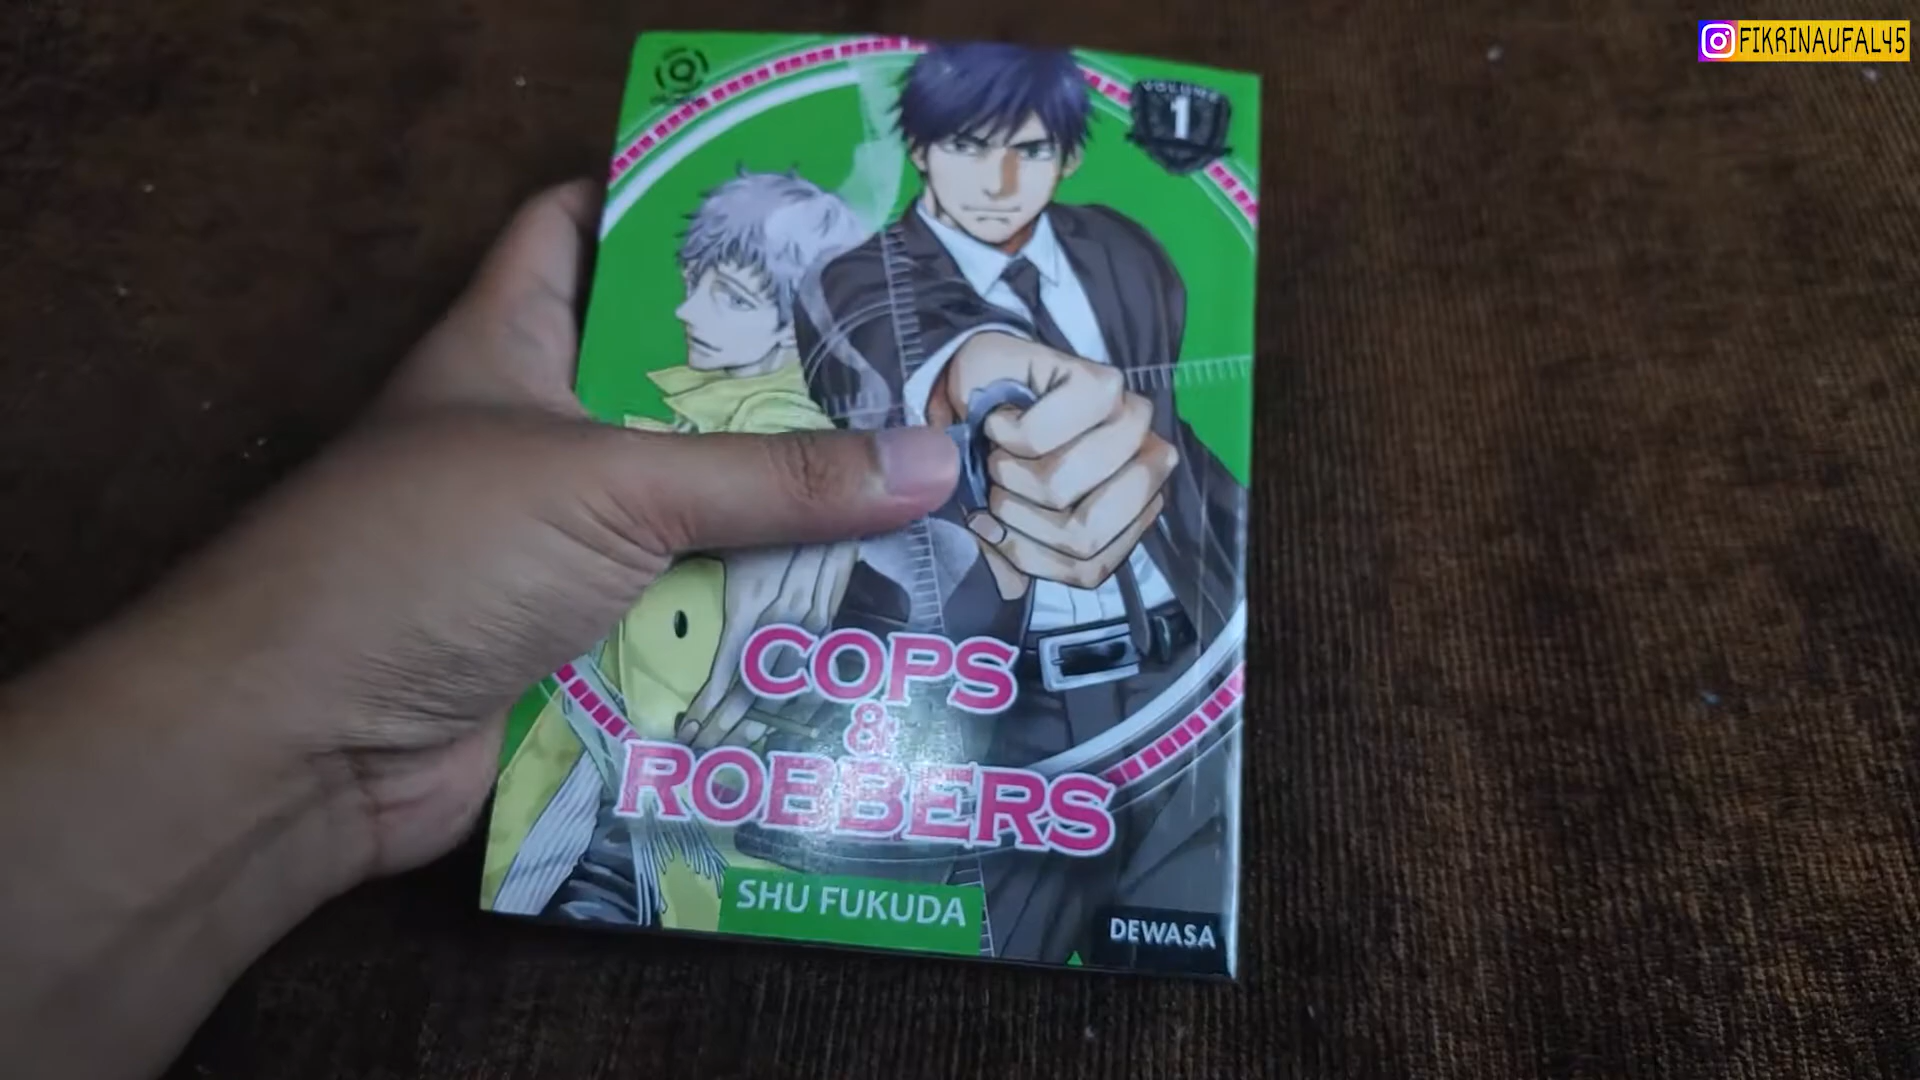 FIKRINAUFAL45
VOLUME
1
COPS
&
ROBBERS
SHU FUKUDA
DEWASA